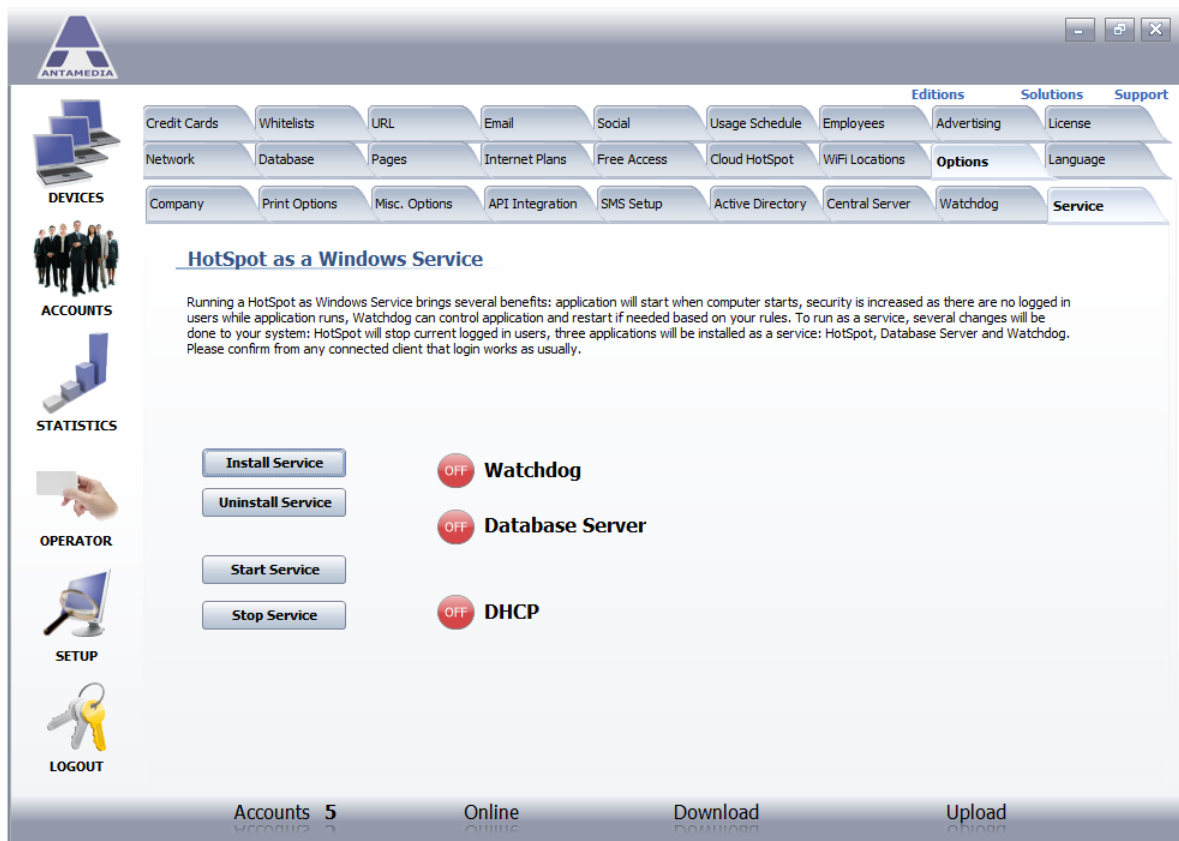 ANTAMEDIA
Editions Solutions Support
Credit Cards Whitelists URL Email Social Usage Schedule Employees Advertising License
Network Database Pages Internet Plans Free Access Cloud HotSpot WiFi Locations Options Language
Company Print Options Misc. Options API Integration SMS Setup Active Directory Central Server Watchdog Service
DEVICES
ACCOUNTS
STATISTICS
OPERATOR
SETUP
LOGOUT
HotSpot as a Windows Service
Running a HotSpot as Windows Service brings several benefits: application will start when computer starts, security is increased as there are no logged in
users while application runs, Watchdog can control application and restart if needed based on your rules. To run as a service, several changes will be
done to your system: HotSpot will stop current logged in users, three applications will be installed as a service: HotSpot, Database Server and Watchdog.
Please confirm from any connected client that login works as usually.
Install Service
Uninstall Service
Start Service
Stop Service
OFF Watchdog
OFF Database Server
OFF DHCP
Accounts 5 Online Download Upload